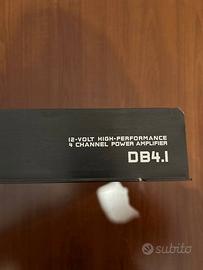 12-VOLT HIGH-PERFORMANCE
4 CHANNEL POWER AMPLIFIER
DB4.1
subito